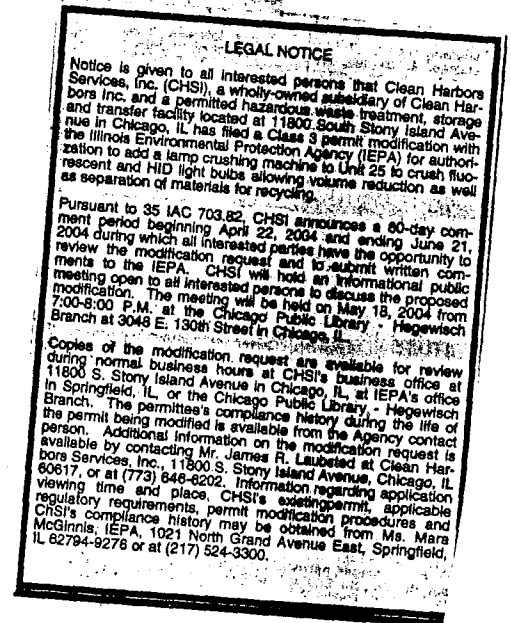 LEGAL NOTICE
Notice is given to all interested persons that Clean Harbors
Services, Inc. (CHSI), a wholly-owned subsidiary of Clean Har-
bors Inc. and a permitted hazardous waste treatment, storage
and transfer facility located at 11800 South Stony Island Ave-
nue in Chicago, IL has filed a Class 3 permit modification with
the Illinois Environmental Protection Agency (IEPA) for authori-
zation to add a lamp crushing machine to Unit 25 to crush fluo-
rescent and HID light bulbs allowing volume reduction as well
as separation of materials for recycling.
Pursuant to 35 IAC 703.82, CHSI announces a 60-day com-
ment period beginning April 22, 2004 and ending June 21,
2004 during which all interested parties have the opportunity to
review the modification request and to submit written com-
ments to the IEPA. CHSI will hold an informational public
meeting open to all interested persons to discuss the proposed
modification. The meeting will be held on May 18, 2004 from
7:00-8:00 P.M. at the Chicago Public Library - Hegewisch
Branch at 3048 E. 130th Street in Chicago, IL.
Copies of the modification request are available for review
during normal business hours at CHSI's business office at
11800 S. Stony Island Avenue in Chicago, IL, at IEPA's office
in Springfield, IL, or the Chicago Public Library, - Hegewisch
Branch. The permittee's compliance history during the life of
the permit being modified is available from the Agency contact
person. Additional information on the modification request is
available by contacting Mr. James R. Laubsted at Clean Har-
bors Services, Inc., 11800 S. Stony Island Avenue, Chicago, IL
60617, or at (773) 646-6202. Information regarding application
viewing time and place, CHSI's existingpermit, applicable
regulatory requirements, permit modification procedures and
CHSI's compliance history may be obtained from Ms. Mara
McGinnis, IEPA, 1021 North Grand Avenue East, Springfield,
IL 62794-9276 or at (217) 524-3300.